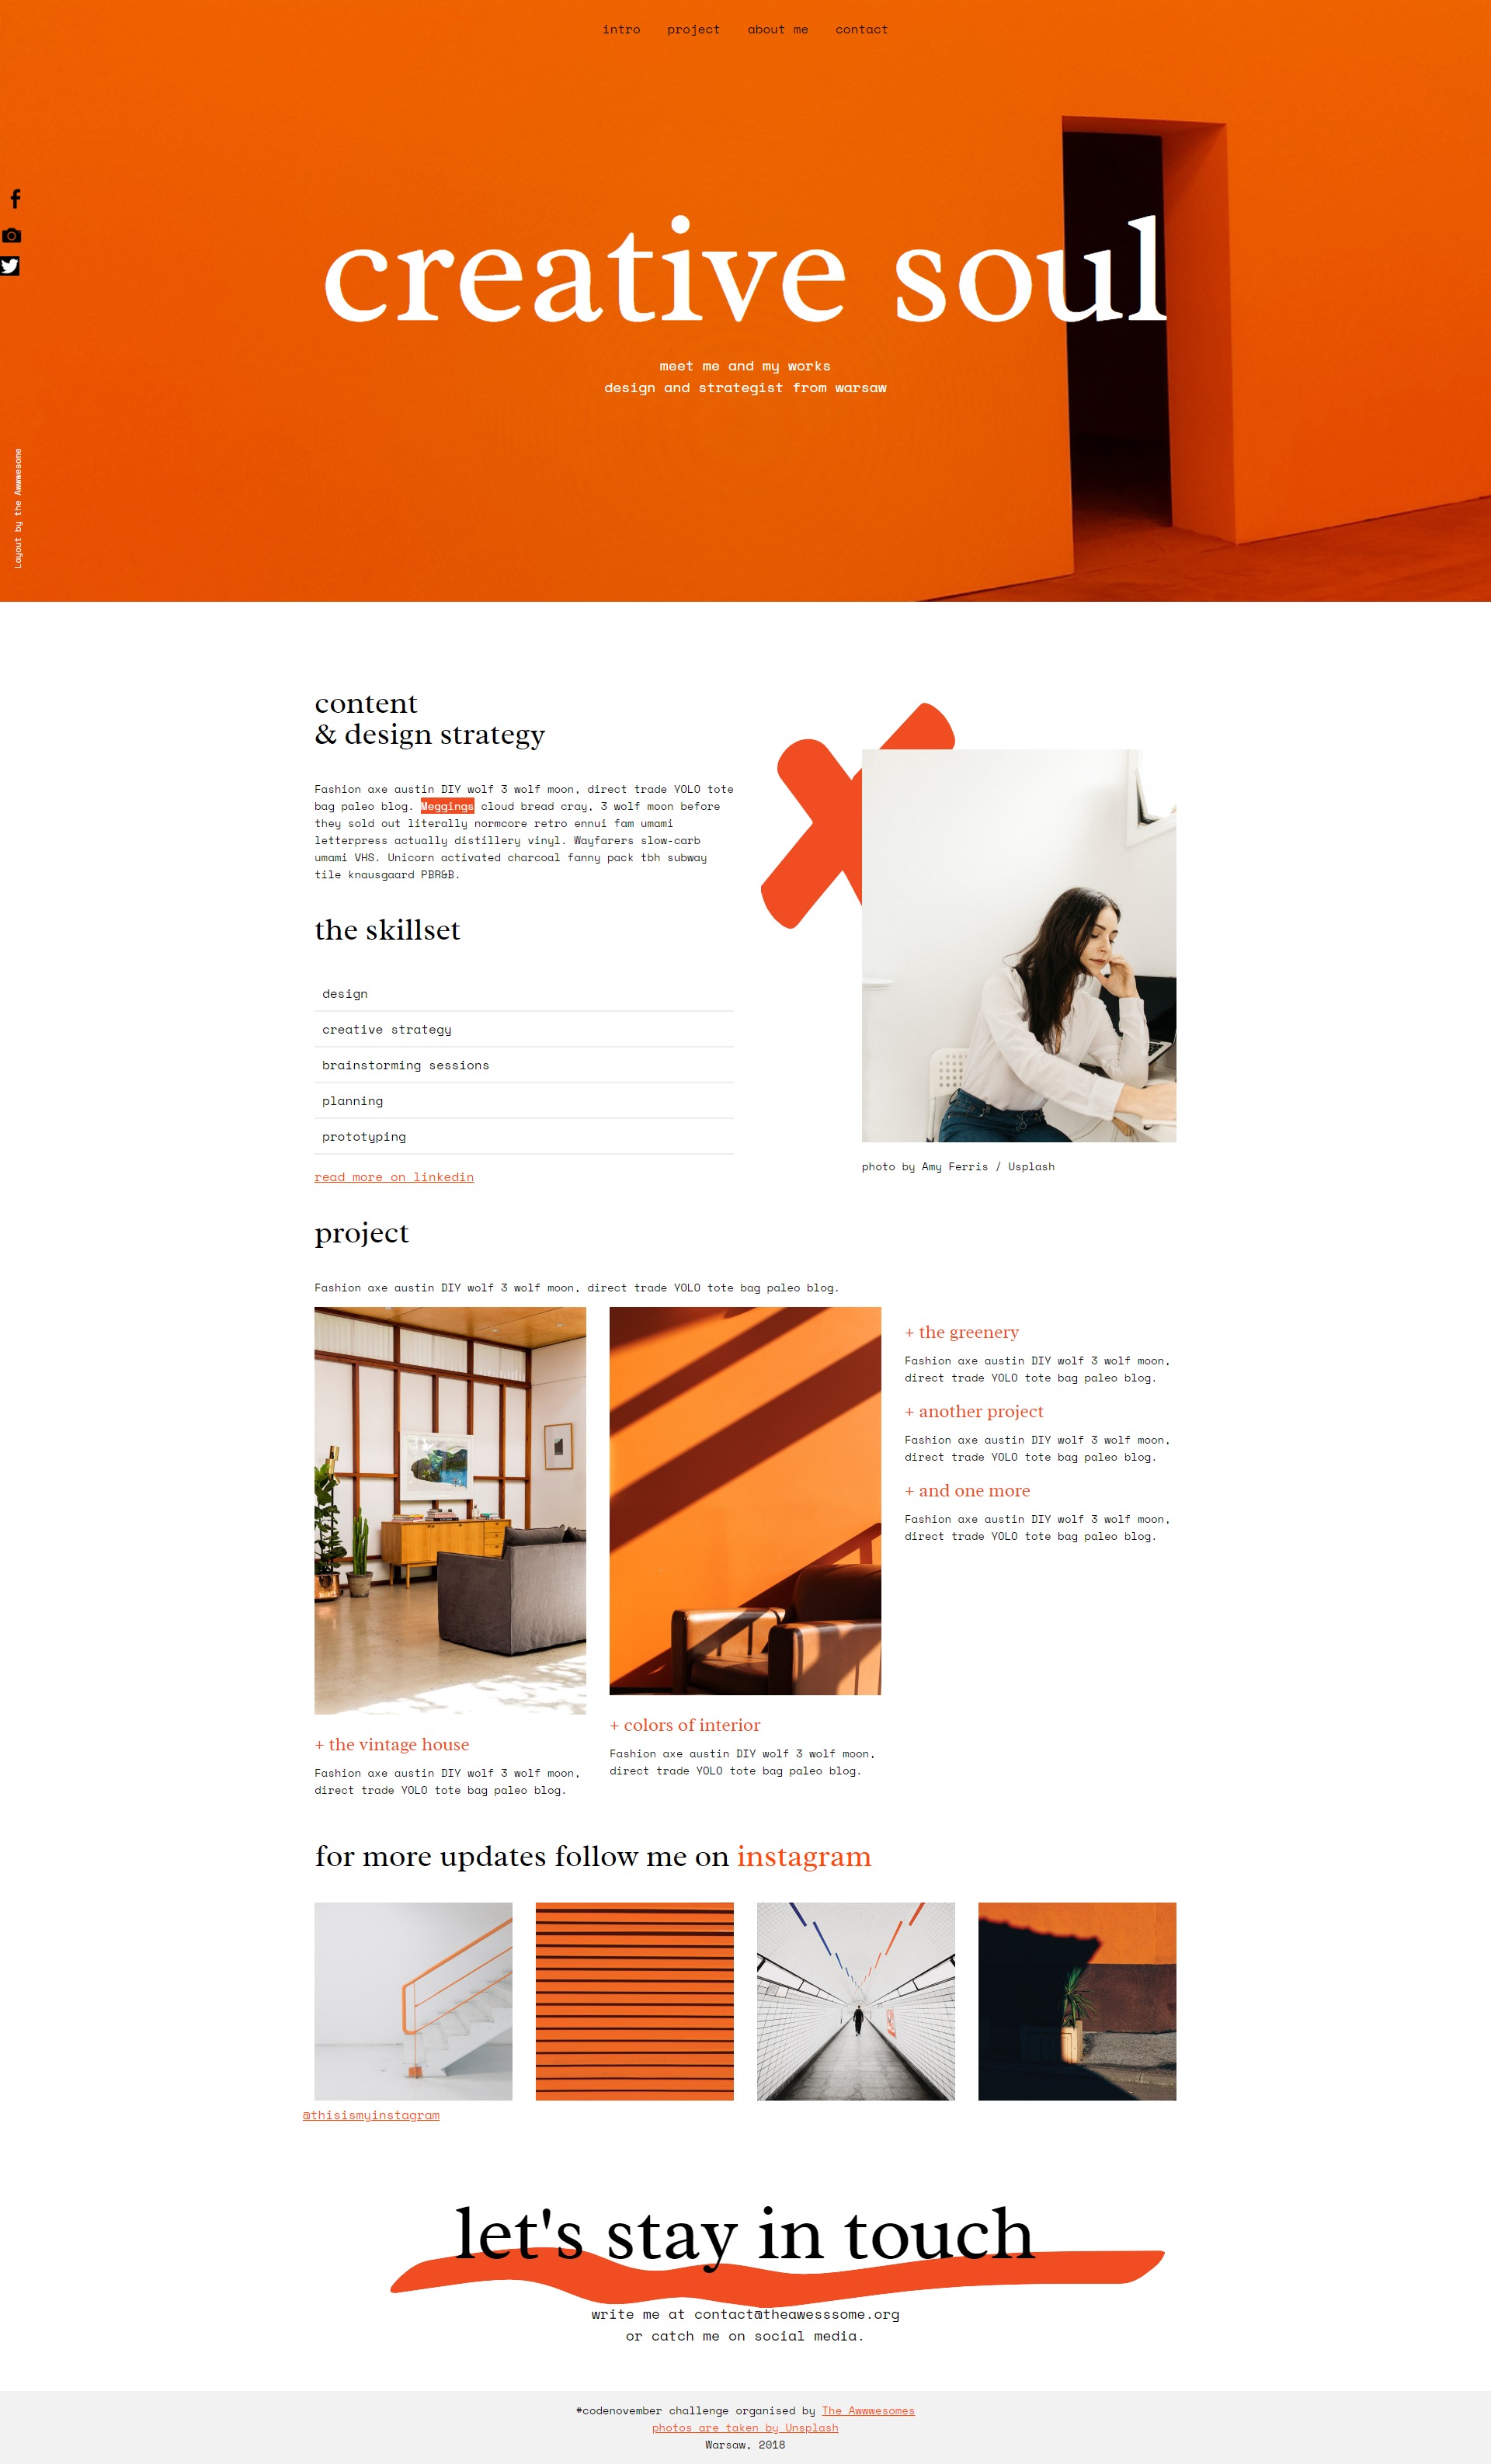 intro project about me contact
creative soul
meet me and my works
design and strategist from warsaw
Layout by the Awwwesome
content
& design strategy
Fashion axe austin DIY wolf 3 wolf moon, direct trade YOLO tote
bag paleo blog. Meggings cloud bread cray, 3 wolf moon before
they sold out literally normcore retro ennui fam umami
letterpress actually distillery vinyl. Wayfarers slow-carb
umami VHS. Unicorn activated charcoal fanny pack tbh subway
tile knausgaard PBR&B.
the skillset
design
creative strategy
brainstorming sessions
planning
prototyping
read more on linkedin
photo by Amy Ferris / Usplash
project
Fashion axe austin DIY wolf 3 wolf moon, direct trade YOLO tote bag paleo blog.
+ the vintage house
Fashion axe austin DIY wolf 3 wolf moon,
direct trade YOLO tote bag paleo blog.
+ colors of interior
Fashion axe austin DIY wolf 3 wolf moon,
direct trade YOLO tote bag paleo blog.
+ the greenery
Fashion axe austin DIY wolf 3 wolf moon,
direct trade YOLO tote bag paleo blog.
+ another project
Fashion axe austin DIY wolf 3 wolf moon,
direct trade YOLO tote bag paleo blog.
+ and one more
Fashion axe austin DIY wolf 3 wolf moon,
direct trade YOLO tote bag paleo blog.
for more updates follow me on instagram
@thisismyinstagram
let's stay in touch
write me at contact@theawesssome.org
or catch me on social media.
#codenovember challenge organised by The Awwwesomes
photos are taken by Unsplash
Warsaw, 2018